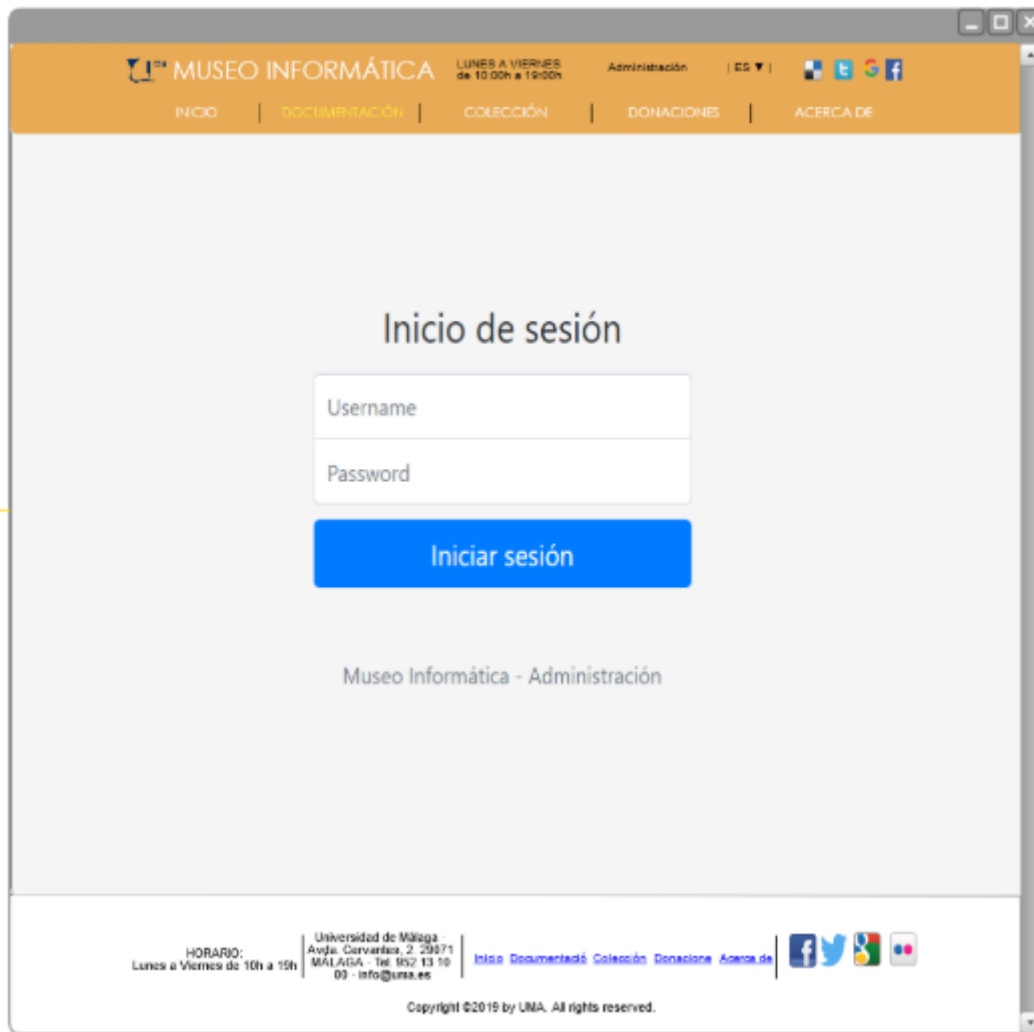 uma MUSEO INFORMÁTICA
LUNES A VIERNES
de 10:00h a 19:00h
Administración
| ES ▼ |
INICIO | DOCUMENTACIÓN | COLECCIÓN | DONACIONES | ACERCA DE
Inicio de sesión
Username
Password
Iniciar sesión
Museo Informática - Administración
HORARIO:
Lunes a Viernes de 10h a 19h
Universidad de Málaga -
Avda. Cervantes, 2. 29071
MÁLAGA - Tel. 952 13 10
00 - info@uma.es
Inicio Documentació Colección Donacione Acerca de
Copyright ©2019 by UMA. All rights reserved.